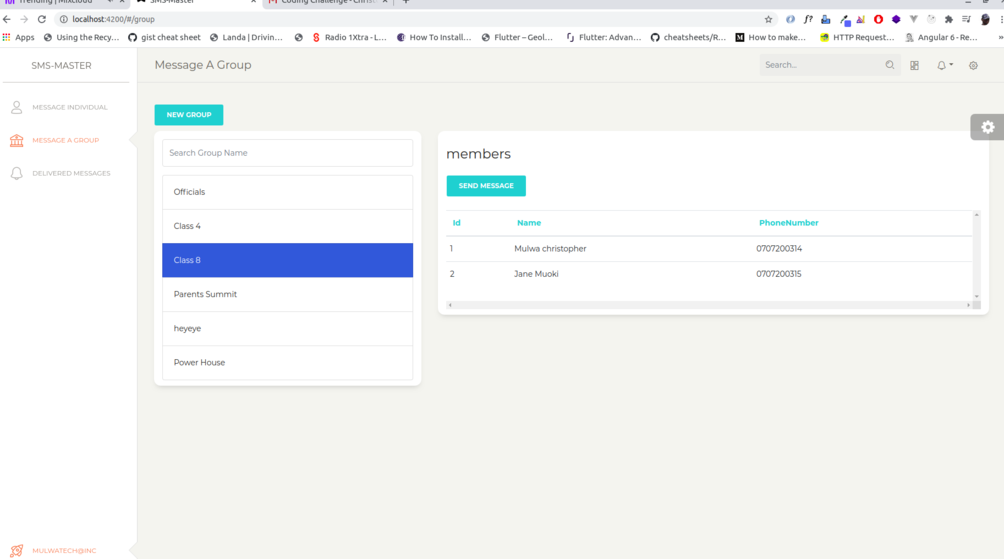 Trending | Mixcloud
SMS-Master
Coding Challenge - Christ
localhost:4200/#/group
Apps
Using the Recy...
gist cheat sheet
Landa | Drivin...
Radio 1Xtra - L...
How To Install...
Flutter – Geol...
Flutter: Advan...
cheatsheets/R...
How to make...
HTTP Request...
Angular 6 - Re...
SMS-MASTER
Message A Group
Search...
MESSAGE INDIVIDUAL
MESSAGE A GROUP
DELIVERED MESSAGES
NEW GROUP
Search Group Name
Officials
Class 4
Class 8
Parents Summit
heyeye
Power House
members
SEND MESSAGE
Id Name PhoneNumber
1 Mulwa christopher 0707200314
2 Jane Muoki 0707200315
MULWATECH@INC